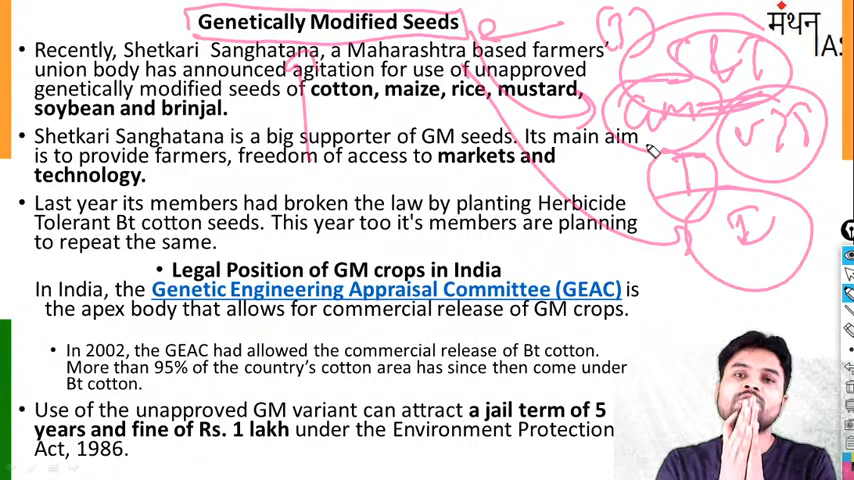 Genetically Modified Seeds
मंथन
IAS
• Recently, Shetkari Sanghatana, a Maharashtra based farmers’
union body has announced agitation for use of unapproved
genetically modified seeds of cotton, maize, rice, mustard,
soybean and brinjal.
• Shetkari Sanghatana is a big supporter of GM seeds. Its main aim
is to provide farmers, freedom of access to markets and
technology.
• Last year its members had broken the law by planting Herbicide
Tolerant Bt cotton seeds. This year too it's members are planning
to repeat the same.
• Legal Position of GM crops in India
In India, the Genetic Engineering Appraisal Committee (GEAC) is
the apex body that allows for commercial release of GM crops.
• In 2002, the GEAC had allowed the commercial release of Bt cotton.
More than 95% of the country’s cotton area has since then come under
Bt cotton.
• Use of the unapproved GM variant can attract a jail term of 5
years and fine of Rs. 1 lakh under the Environment Protection
Act, 1986.